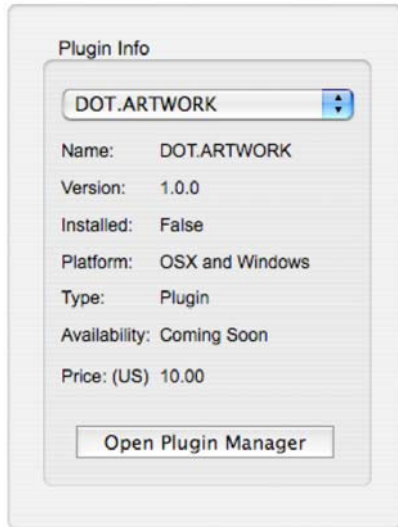 Plugin Info
DOT.ARTWORK
Name: DOT.ARTWORK
Version: 1.0.0
Installed: False
Platform: OSX and Windows
Type: Plugin
Availability: Coming Soon
Price: (US) 10.00
Open Plugin Manager